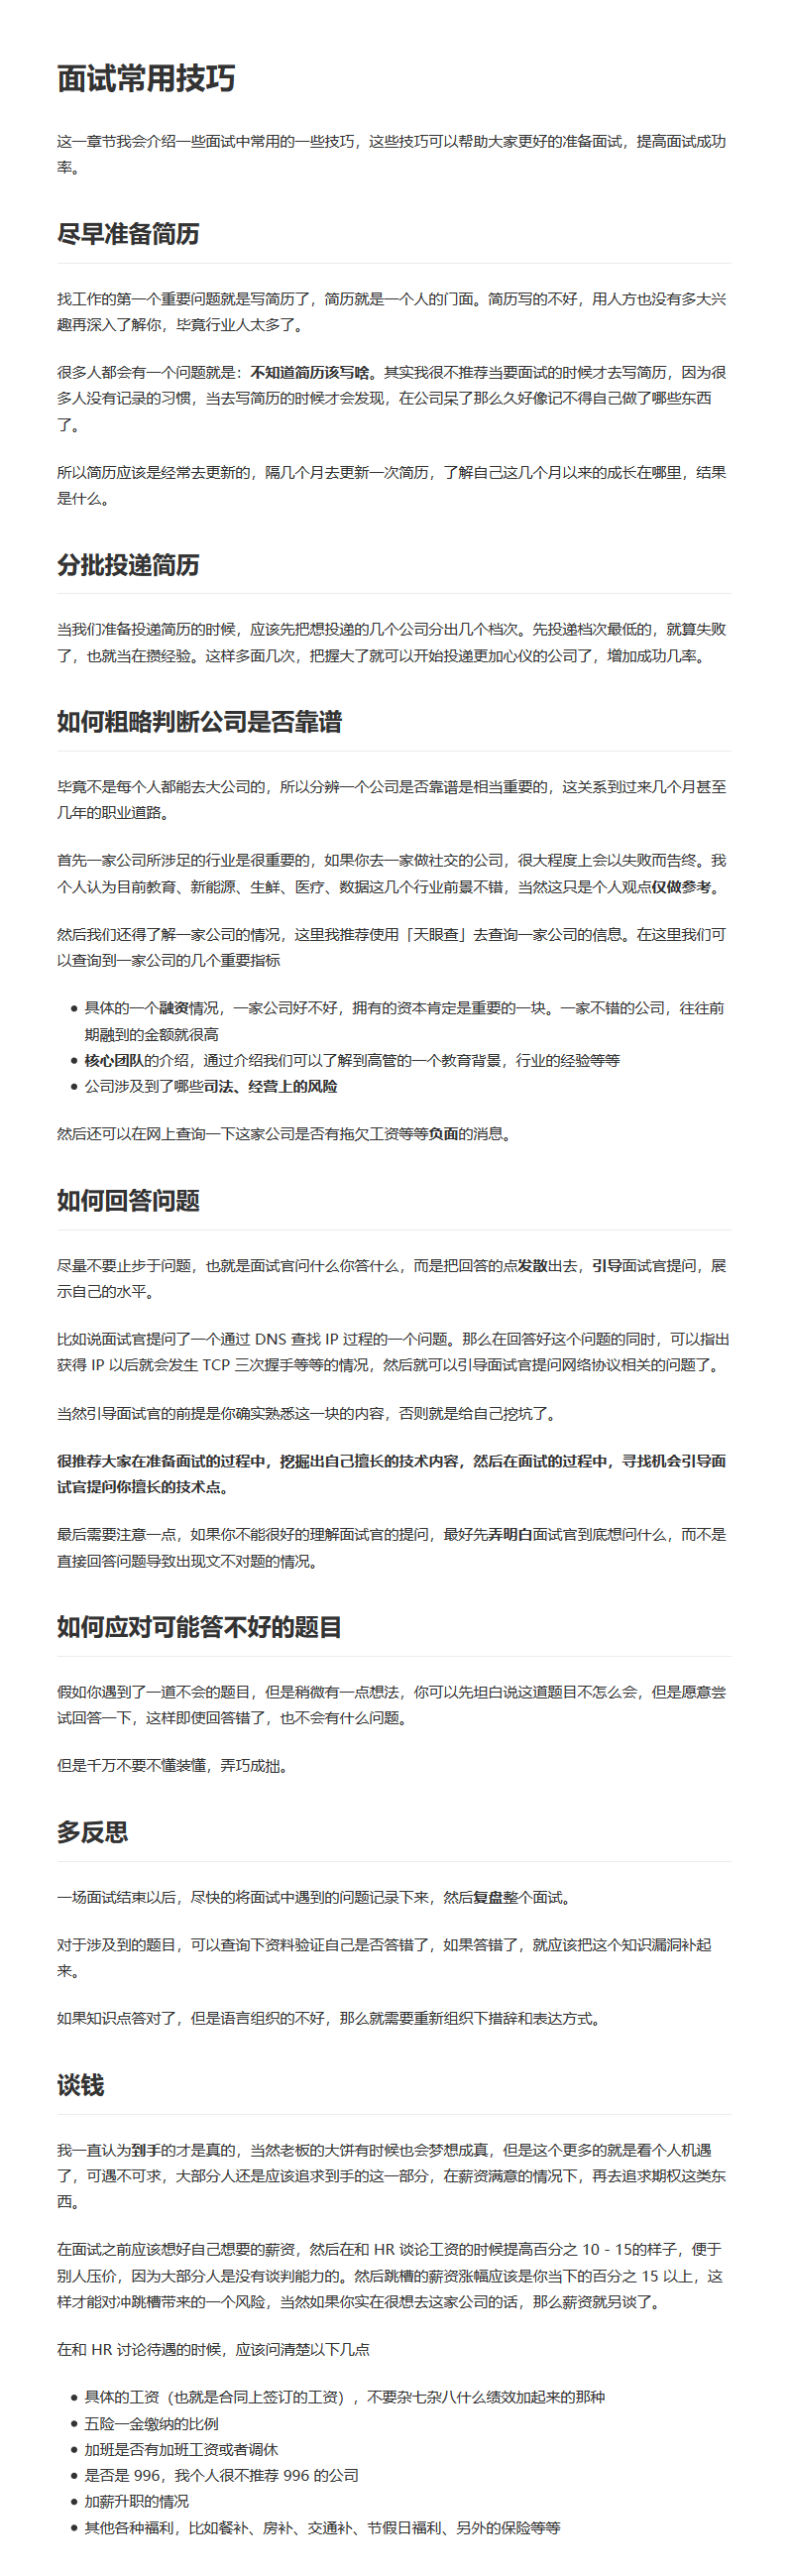 面试常用技巧
这一章节我会介绍一些面试中常用的一些技巧，这些技巧可以帮助大家更好的准备面试，提高面试成功
率。
尽早准备简历
找工作的第一个重要问题就是写简历了，简历就是一个人的门面。简历写的不好，用人方也没有多大兴
趣再深入了解你，毕竟行业人太多了。
很多人都会有一个问题就是：不知道简历该写啥。其实我很不推荐当要面试的时候才去写简历，因为很
多人没有记录的习惯，当去写简历的时候才会发现，在公司呆了那么久好像记不得自己做了哪些东西
了。
所以简历应该是经常去更新的，隔几个月去更新一次简历，了解自己这几个月以来的成长在哪里，结果
是什么。
分批投递简历
当我们准备投递简历的时候，应该先把想投递的几个公司分出几个档次。先投递档次最低的，就算失败
了，也就当在攒经验。这样多面几次，把握大了就可以开始投递更加心仪的公司了，增加成功几率。
如何粗略判断公司是否靠谱
毕竟不是每个人都能去大公司的，所以分辨一个公司是否靠谱是相当重要的，这关系到过来几个月甚至
几年的职业道路。
首先一家公司所涉足的行业是很重要的，如果你去一家做社交的公司，很大程度上会以失败而告终。我
个人认为目前教育、新能源、生鲜、医疗、数据这几个行业前景不错，当然这只是个人观点仅做参考。
然后我们还得了解一家公司的情况，这里我推荐使用「天眼查」去查询一家公司的信息。在这里我们可
以查询到一家公司的几个重要指标
• 具体的一个融资情况，一家公司好不好，拥有的资本肯定是重要的一块。一家不错的公司，往往前
期融到的金额就很高
• 核心团队的介绍，通过介绍我们可以了解到高管的一个教育背景，行业的经验等等
• 公司涉及到了哪些司法、经营上的风险
然后还可以在网上查询一下这家公司是否有拖欠工资等等负面的消息。
如何回答问题
尽量不要止步于问题，也就是面试官问什么你答什么，而是把回答的点发散出去，引导面试官提问，展
示自己的水平。
比如说面试官提问了一个通过 DNS 查找 IP 过程的一个问题。那么在回答好这个问题的同时，可以指出
获得 IP 以后就会发生 TCP 三次握手等等的情况，然后就可以引导面试官提问网络协议相关的问题了。
当然引导面试官的前提是你确实熟悉这一块的内容，否则就是给自己挖坑了。
很推荐大家在准备面试的过程中，挖掘出自己擅长的技术内容，然后在面试的过程中，寻找机会引导面
试官提问你擅长的技术点。
最后需要注意一点，如果你不能很好的理解面试官的提问，最好先弄明白面试官到底想问什么，而不是
直接回答问题导致出现文不对题的情况。
如何应对可能答不好的题目
假如你遇到了一道不会的题目，但是稍微有一点想法，你可以先坦白说这道题目不怎么会，但是愿意尝
试回答一下，这样即使回答错了，也不会有什么问题。
但是千万不要不懂装懂，弄巧成拙。
多反思
一场面试结束以后，尽快的将面试中遇到的问题记录下来，然后复盘整个面试。
对于涉及到的题目，可以查询下资料验证自己是否答错了，如果答错了，就应该把这个知识漏洞补起
来。
如果知识点答对了，但是语言组织的不好，那么就需要重新组织下措辞和表达方式。
谈钱
我一直认为到手的才是真的，当然老板的大饼有时候也会梦想成真，但是这个更多的就是看个人机遇
了，可遇不可求，大部分人还是应该追求到手的这一部分，在薪资满意的情况下，再去追求期权这类东
西。
在面试之前应该想好自己想要的薪资，然后在和 HR 谈论工资的时候提高百分之 10 - 15的样子，便于
别人压价，因为大部分人是没有谈判能力的。然后跳槽的薪资涨幅应该是你当下的百分之 15 以上，这
样才能对冲跳槽带来的一个风险，当然如果你实在很想去这家公司的话，那么薪资就另谈了。
在和 HR 讨论待遇的时候，应该问清楚以下几点
• 具体的工资（也就是合同上签订的工资），不要杂七杂八什么绩效加起来的那种
• 五险一金缴纳的比例
• 加班是否有加班工资或者调休
• 是否是 996，我个人很不推荐 996 的公司
• 加薪升职的情况
• 其他各种福利，比如餐补、房补、交通补、节假日福利、另外的保险等等